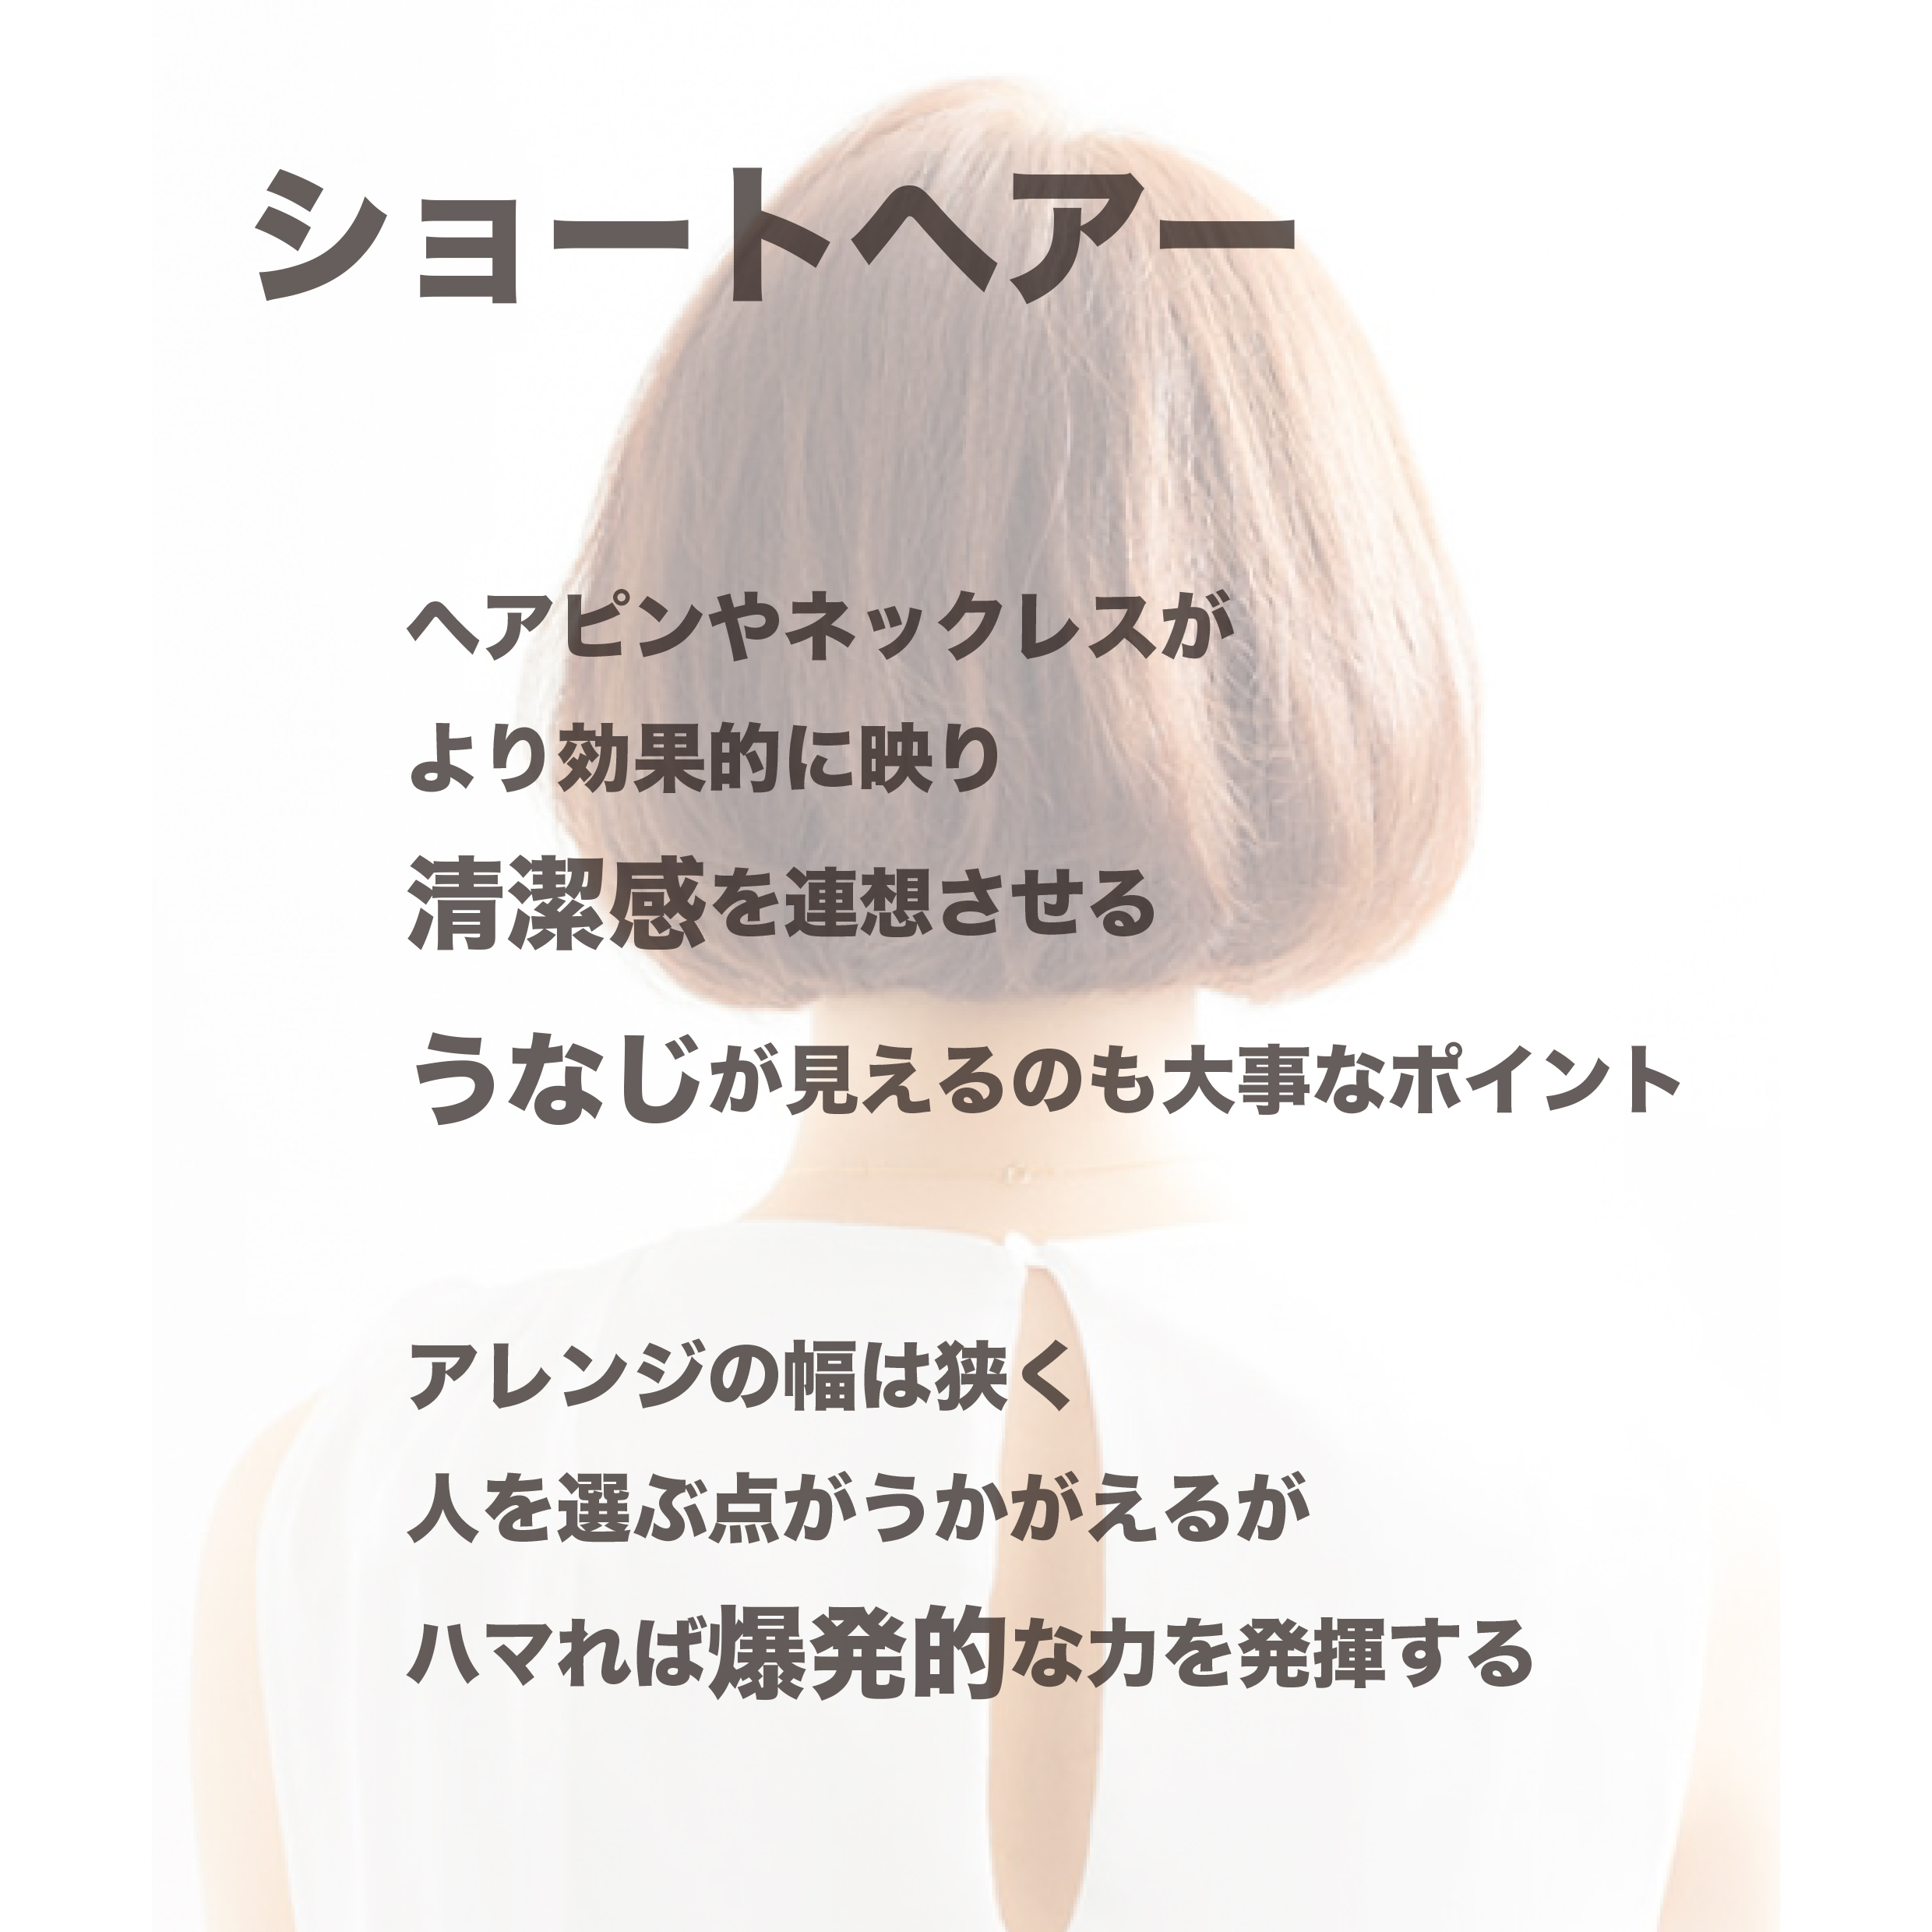 ショートヘアー
ヘアピンやネックレスが
より効果的に映り
清潔感を連想させる
うなじが見えるのも大事なポイント
アレンジの幅は狭く
人を選ぶ点がうかがえるが
ハマれば爆発的な力を発揮する